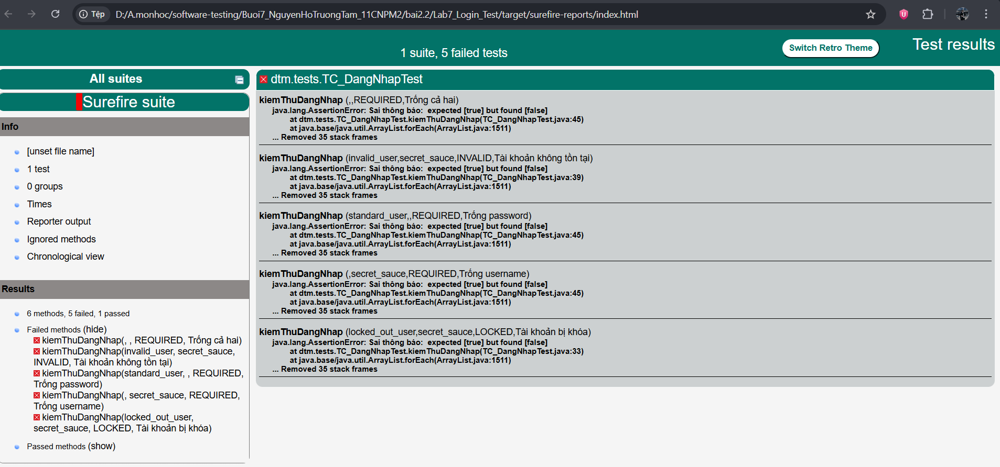 Tệp
D:/A.monhoc/software-testing/Buoi7_NguyenHoTruongTam_11CNPM2/bai2.2/Lab7_Login_Test/target/surefire-reports/index.html
1 suite, 5 failed tests
Switch Retro Theme
Test results
All suites
Surefire suite
Info
[unset file name]
1 test
0 groups
Times
Reporter output
Ignored methods
Chronological view
Results
6 methods, 5 failed, 1 passed
Failed methods (hide)
kiemThuDangNhap(, , REQUIRED, Trống cả hai)
kiemThuDangNhap(invalid_user, secret_sauce,
INVALID, Tài khoản không tồn tại)
kiemThuDangNhap(standard_user, , REQUIRED,
Trống password)
kiemThuDangNhap(, secret_sauce, REQUIRED,
Trống username)
kiemThuDangNhap(locked_out_user,
secret_sauce, LOCKED, Tài khoản bị khóa)
Passed methods (show)
dtm.tests.TC_DangNhapTest
kiemThuDangNhap (,,REQUIRED,Trống cả hai)
java.lang.AssertionError: Sai thông báo:  expected [true] but found [false]
at dtm.tests.TC_DangNhapTest.kiemThuDangNhap(TC_DangNhapTest.java:45)
at java.base/java.util.ArrayList.forEach(ArrayList.java:1511)
... Removed 35 stack frames
kiemThuDangNhap (invalid_user,secret_sauce,INVALID,Tài khoản không tồn tại)
java.lang.AssertionError: Sai thông báo:  expected [true] but found [false]
at dtm.tests.TC_DangNhapTest.kiemThuDangNhap(TC_DangNhapTest.java:39)
at java.base/java.util.ArrayList.forEach(ArrayList.java:1511)
... Removed 35 stack frames
kiemThuDangNhap (standard_user,,REQUIRED,Trống password)
java.lang.AssertionError: Sai thông báo:  expected [true] but found [false]
at dtm.tests.TC_DangNhapTest.kiemThuDangNhap(TC_DangNhapTest.java:45)
at java.base/java.util.ArrayList.forEach(ArrayList.java:1511)
... Removed 35 stack frames
kiemThuDangNhap (,secret_sauce,REQUIRED,Trống username)
java.lang.AssertionError: Sai thông báo:  expected [true] but found [false]
at dtm.tests.TC_DangNhapTest.kiemThuDangNhap(TC_DangNhapTest.java:45)
at java.base/java.util.ArrayList.forEach(ArrayList.java:1511)
... Removed 35 stack frames
kiemThuDangNhap (locked_out_user,secret_sauce,LOCKED,Tài khoản bị khóa)
java.lang.AssertionError: Sai thông báo:  expected [true] but found [false]
at dtm.tests.TC_DangNhapTest.kiemThuDangNhap(TC_DangNhapTest.java:33)
at java.base/java.util.ArrayList.forEach(ArrayList.java:1511)
... Removed 35 stack frames